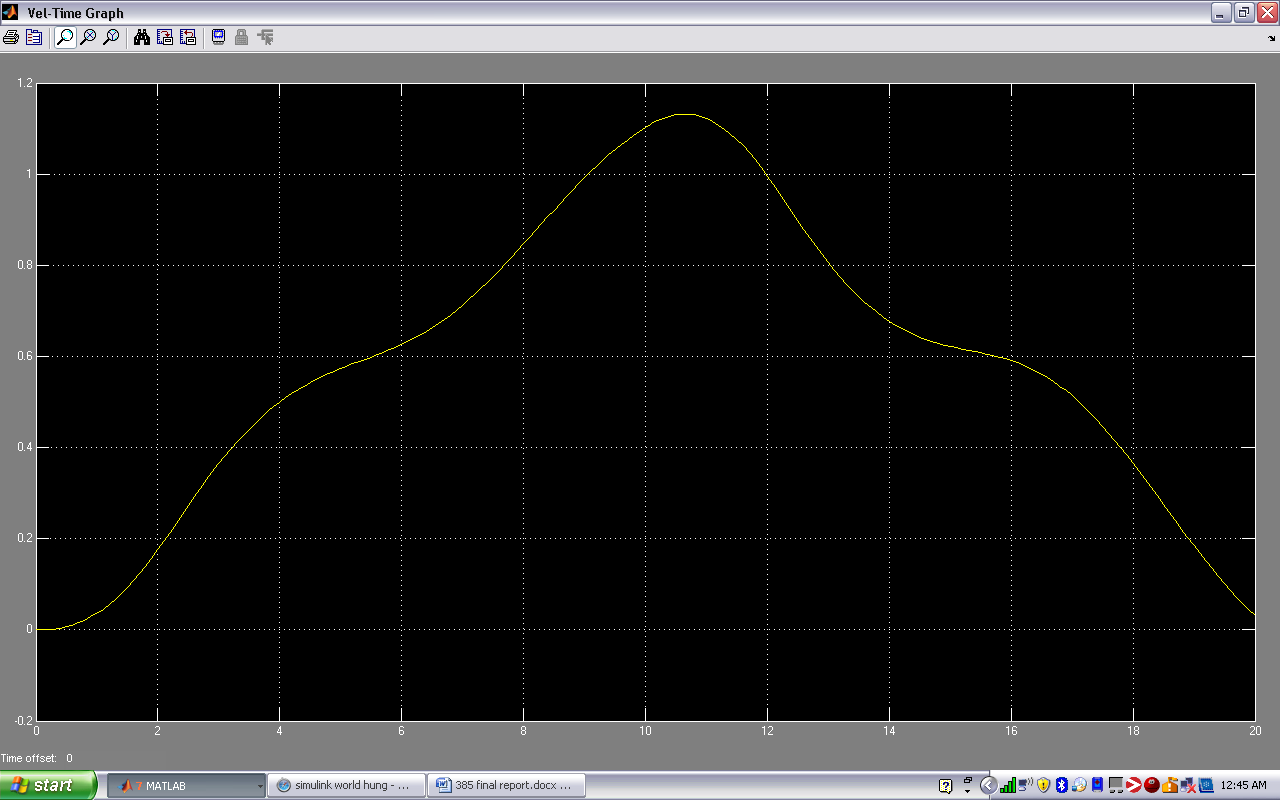 Vel-Time Graph
1.2
1
0.8
0.6
0.4
0.2
0
-0.2
0 2 4 6 8 10 12 14 16 18 20
Time offset: 0
start 7 MATLAB simulink world hung - ... 385 final report.docx ... 12:45 AM